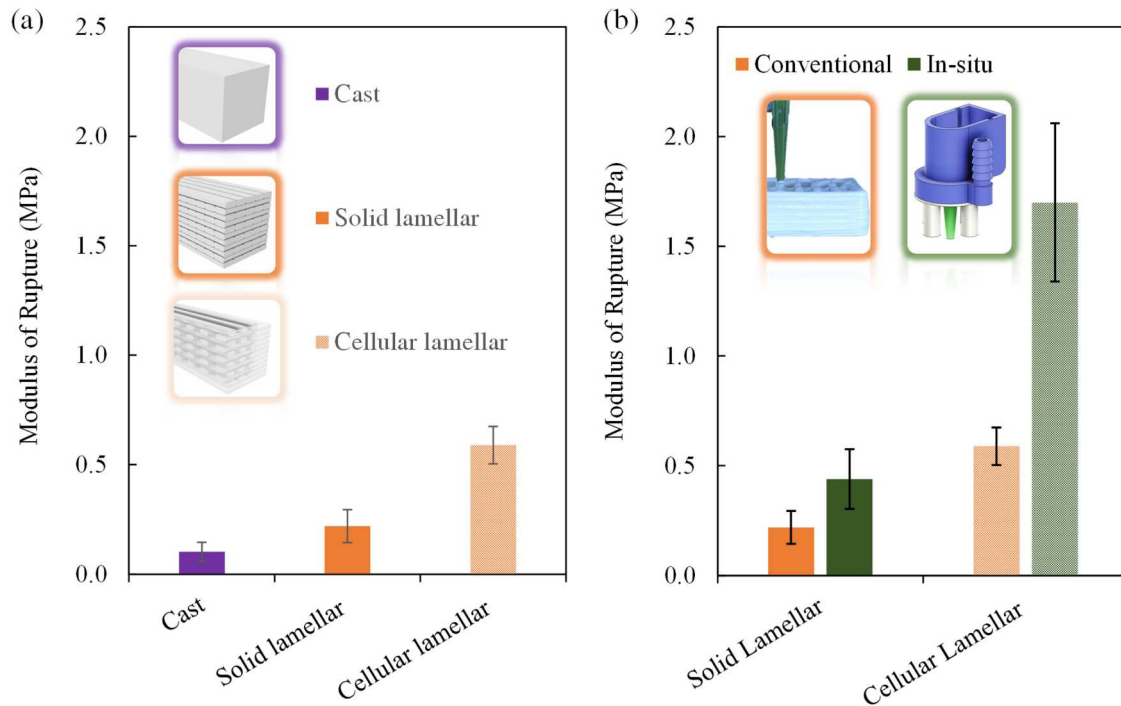 (a)
Modulus of Rupture (MPa)
2.5
2.0
1.5
1.0
0.5
0.0
Cast
Solid lamellar
Cellular lamellar
Cast
Solid lamellar
Cellular lamellar
(b)
Modulus of Rupture (MPa)
2.5
2.0
1.5
1.0
0.5
0.0
Conventional
In-situ
Solid Lamellar
Cellular Lamellar